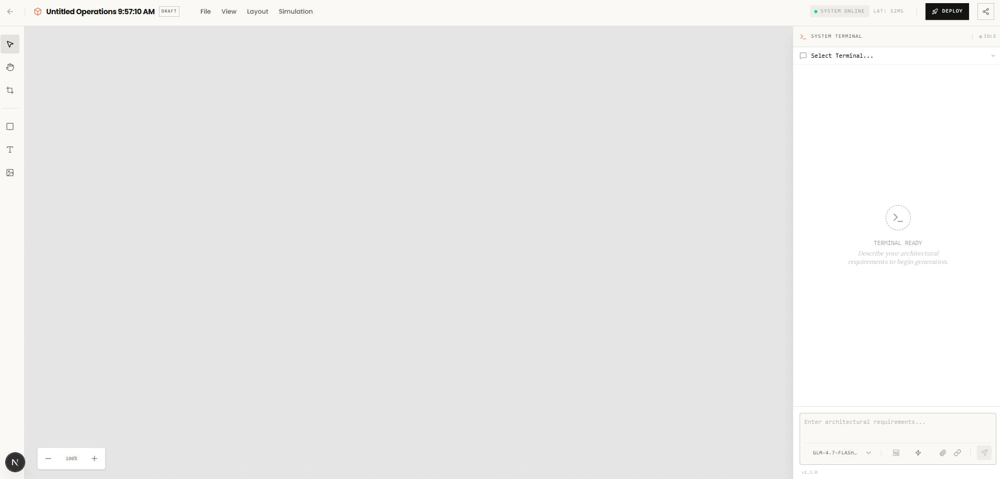 Untitled Operations 9:57:10 AM DRAFT File View Layout Simulation SYSTEM ONLINE LAT: 12MS DEPLOY
SYSTEM TERMINAL IDLE
Select Terminal...
TERMINAL READY
Describe your architectural
requirements to begin generation.
Enter architectural requirements...
GLM-4.7-FLASH...
100%
N
v1.3.0